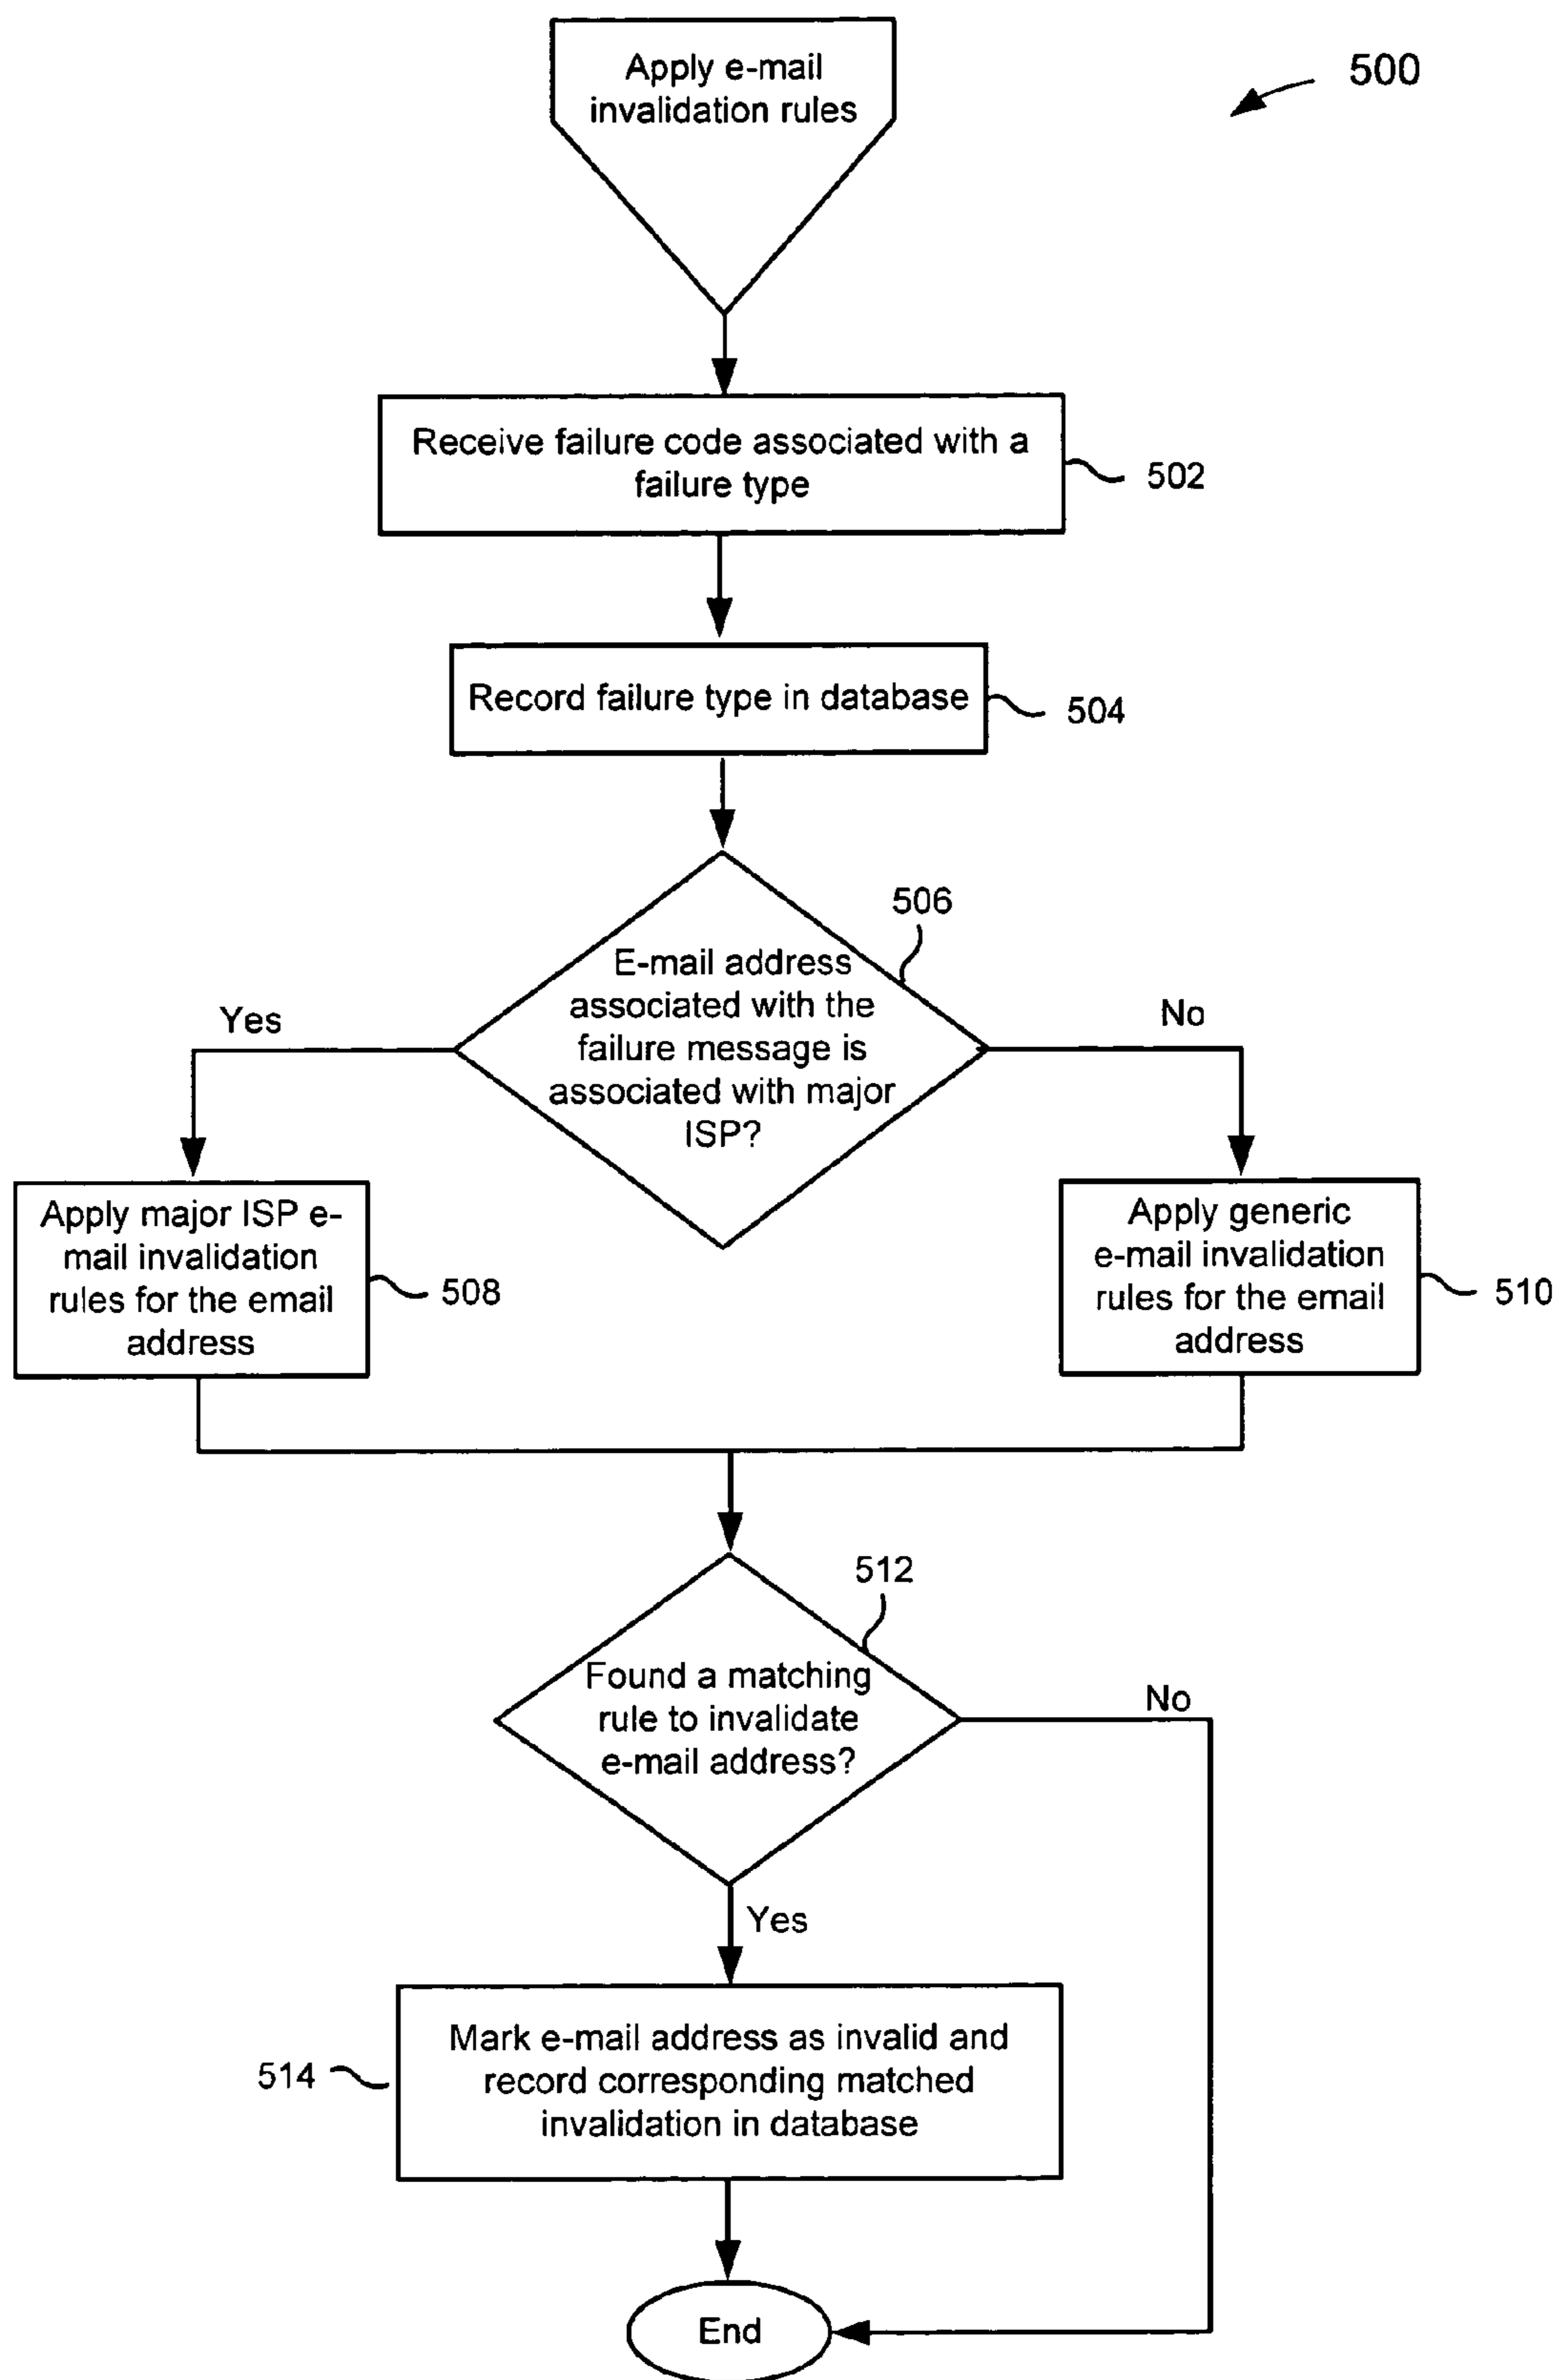 Apply e-mail
invalidation rules
500
Receive failure code associated with a
failure type
502
Record failure type in database
504
506
E-mail address
associated with the
failure message is
associated with major
ISP?
Yes
No
Apply major ISP e-
mail invalidation
rules for the email
address
508
Apply generic
e-mail invalidation
rules for the email
address
510
512
Found a matching
rule to invalidate
e-mail address?
No
Yes
Mark e-mail address as invalid and
record corresponding matched
invalidation in database
514
End